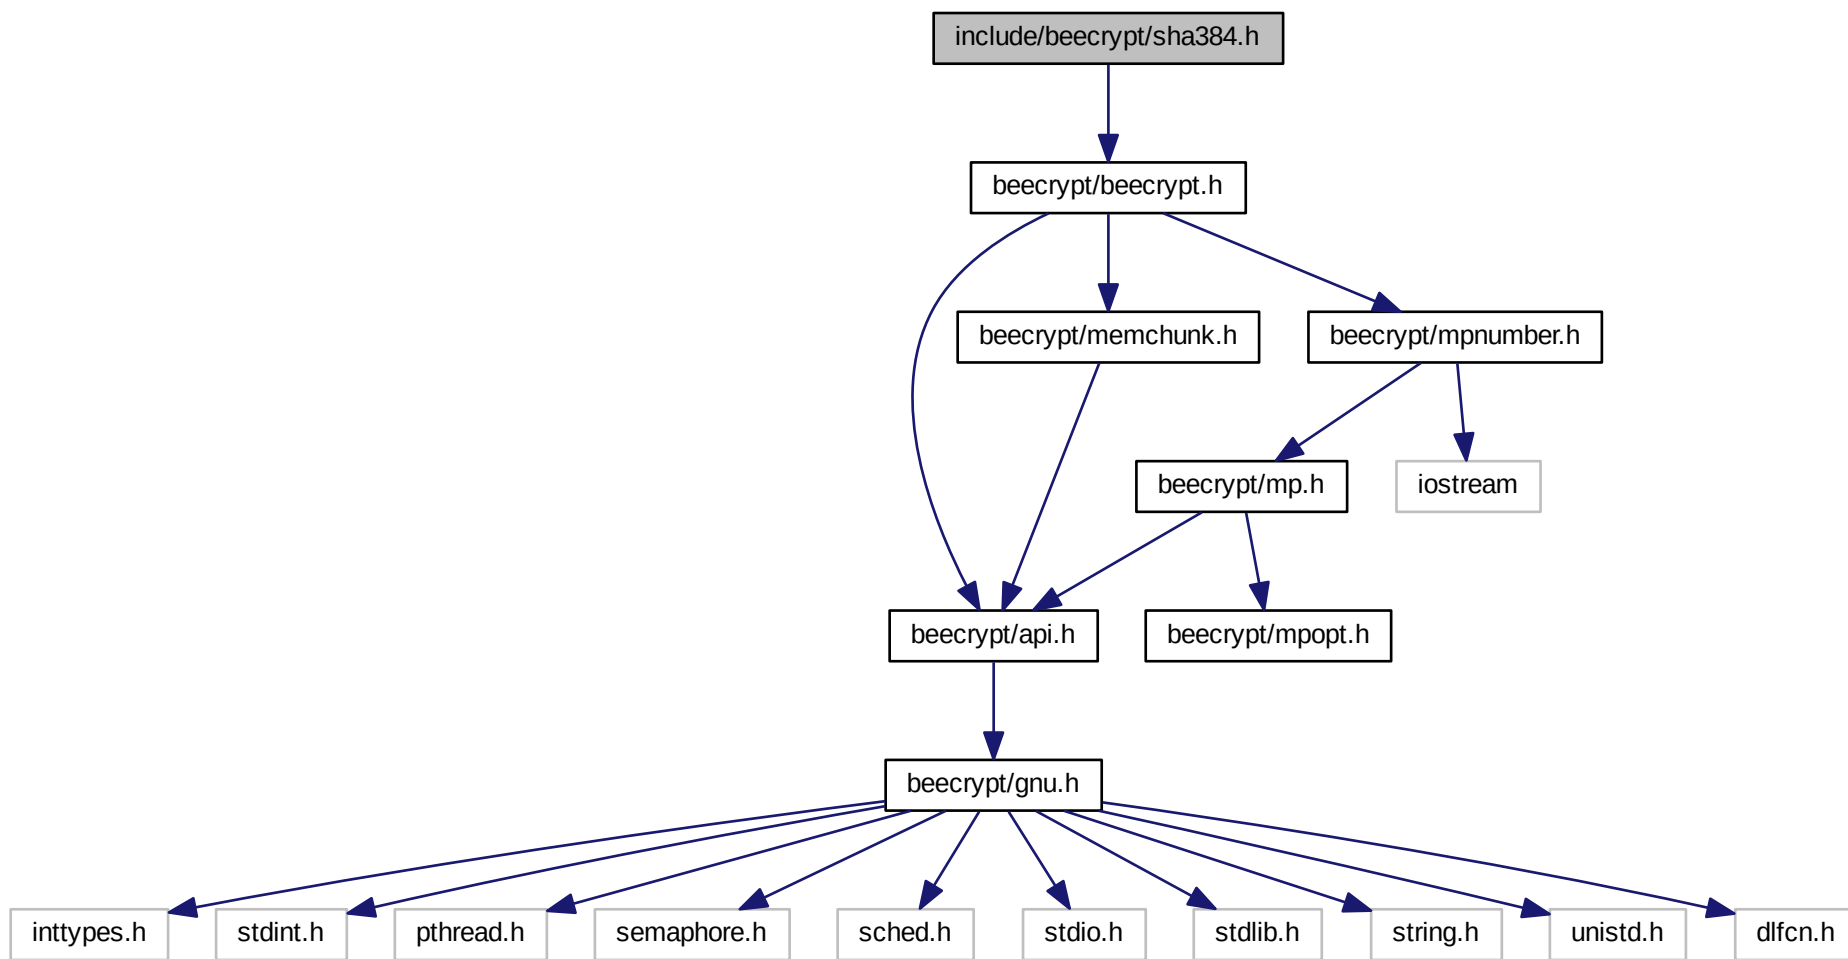 include/beecrypt/sha384.h
beecrypt/beecrypt.h
beecrypt/memchunk.h
beecrypt/mpnumber.h
beecrypt/mp.h
iostream
beecrypt/api.h
beecrypt/mpopt.h
beecrypt/gnu.h
inttypes.h
stdint.h
pthread.h
semaphore.h
sched.h
stdio.h
stdlib.h
string.h
unistd.h
dlfcn.h